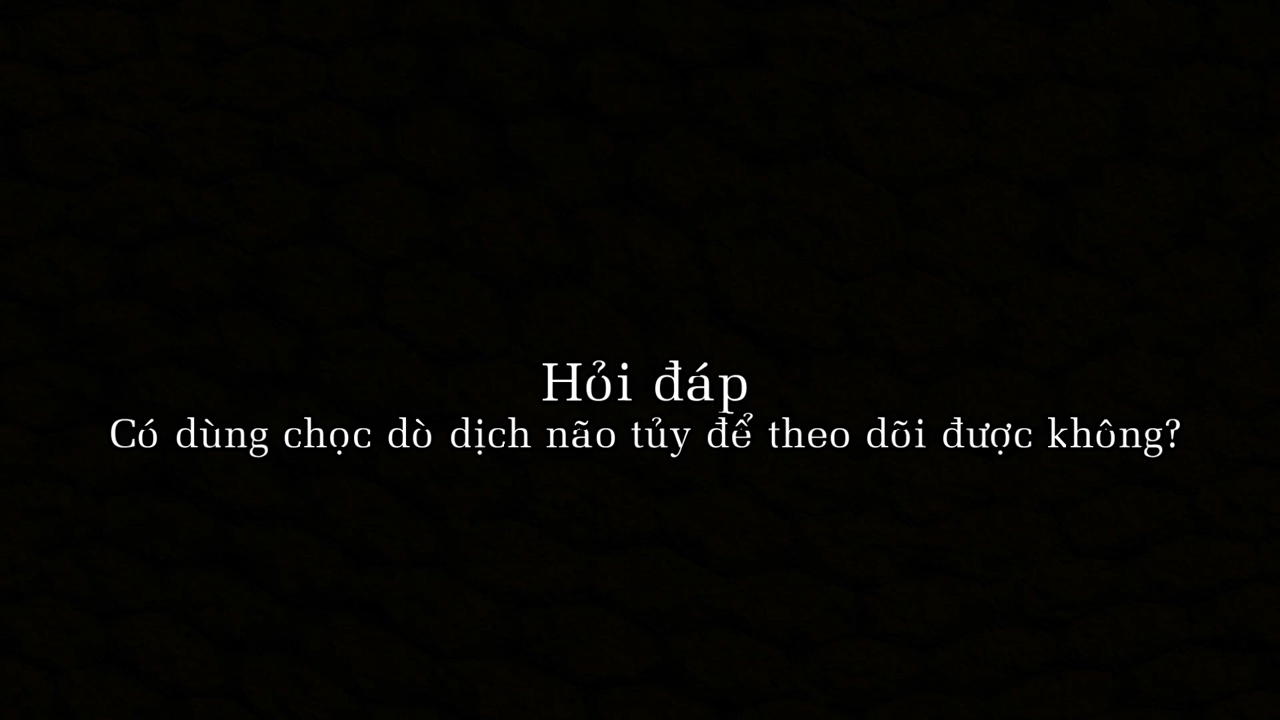 Hỏi đáp
Có dùng chọc dò dịch não tủy để theo dõi được không?